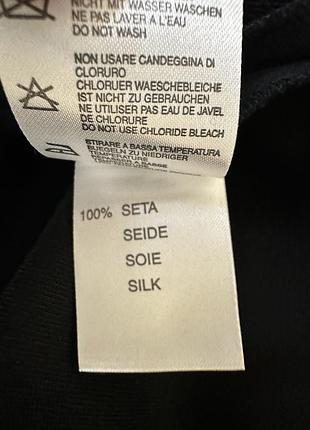 NICHT MIT WASSER WASCHEN
NE PAS LAVER A L'EAU
DO NOT WASH
NON USARE CANDEGGINA DI
CLORURO
CHLORUER WAESCHEBLEICHE
IST NICHT ZU GEBRAUCHEN
NE UTILISER PAS EAU DE JAVEL
DE CHLORURE
DO NOT USE CHLORIDE BLEACH
STIRARE A BASSA TEMPERATURA
BUEGELN ZU NIEDRIGER
100% SETA
SEIDE
SOIE
SILK